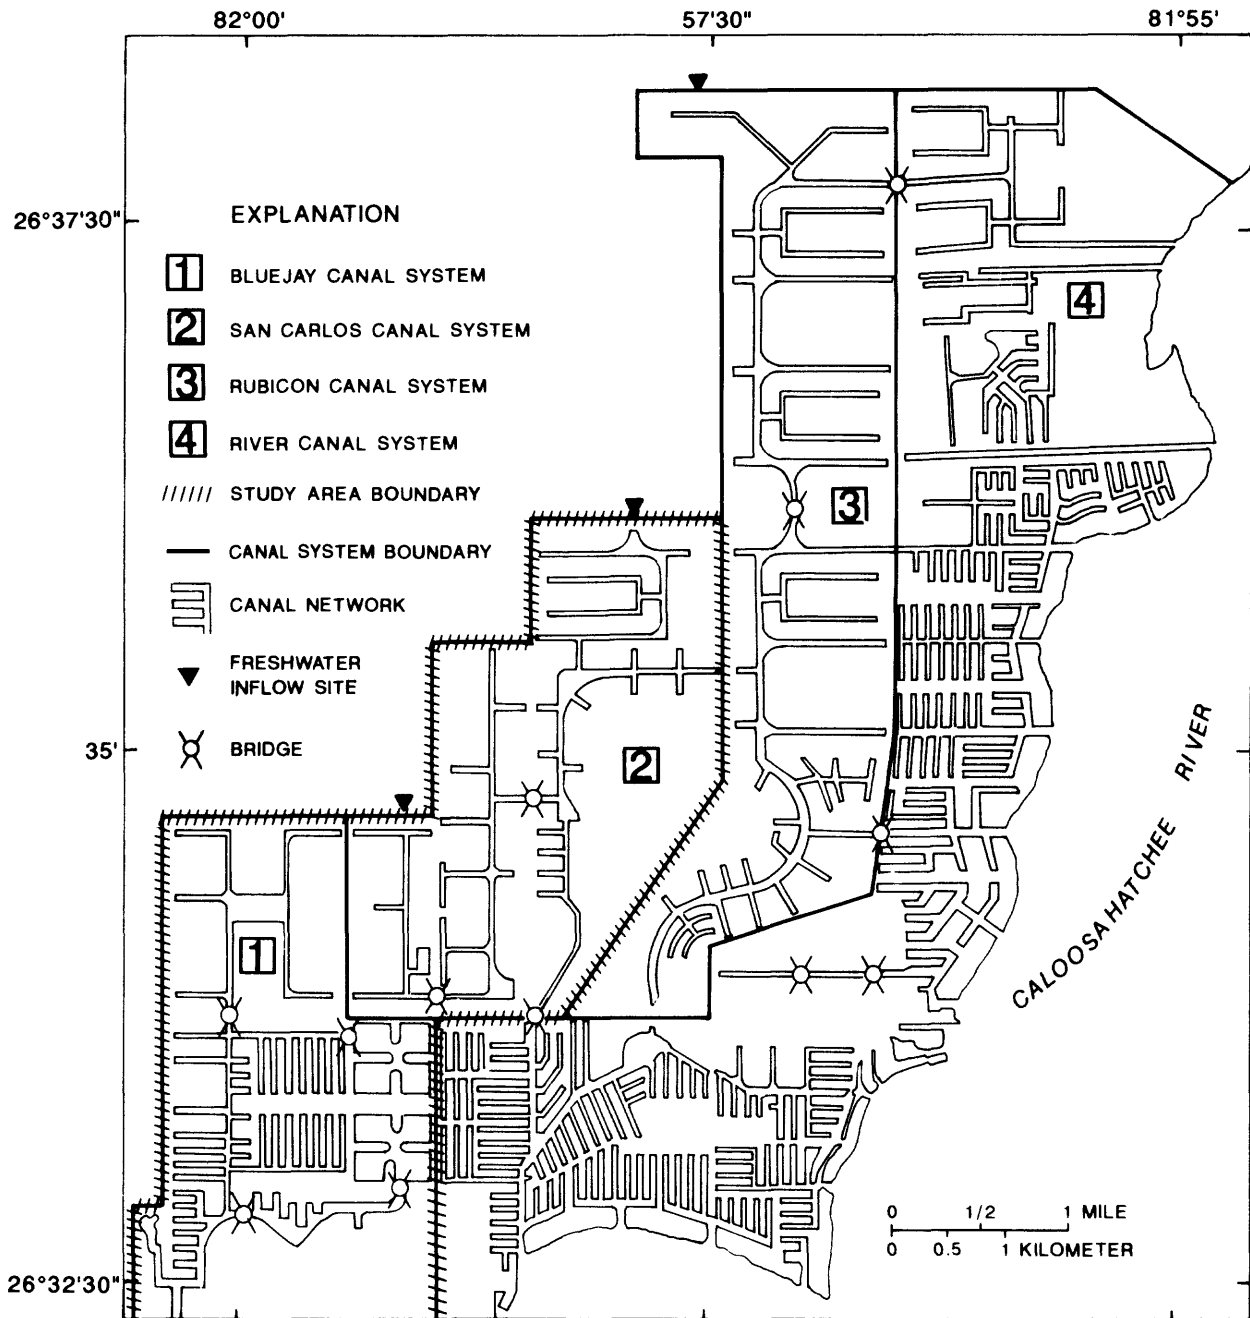 82°00'
57'30"
81°55'
26°37'30"
EXPLANATION
1 BLUEJAY CANAL SYSTEM
2 SAN CARLOS CANAL SYSTEM
3 RUBICON CANAL SYSTEM
4 RIVER CANAL SYSTEM
STUDY AREA BOUNDARY
CANAL SYSTEM BOUNDARY
CANAL NETWORK
FRESHWATER
INFLOW SITE
BRIDGE
4
3
2
1
35'
CALOOSAHATCHEE RIVER
0 1/2 1 MILE
0 0.5 1 KILOMETER
26°32'30"